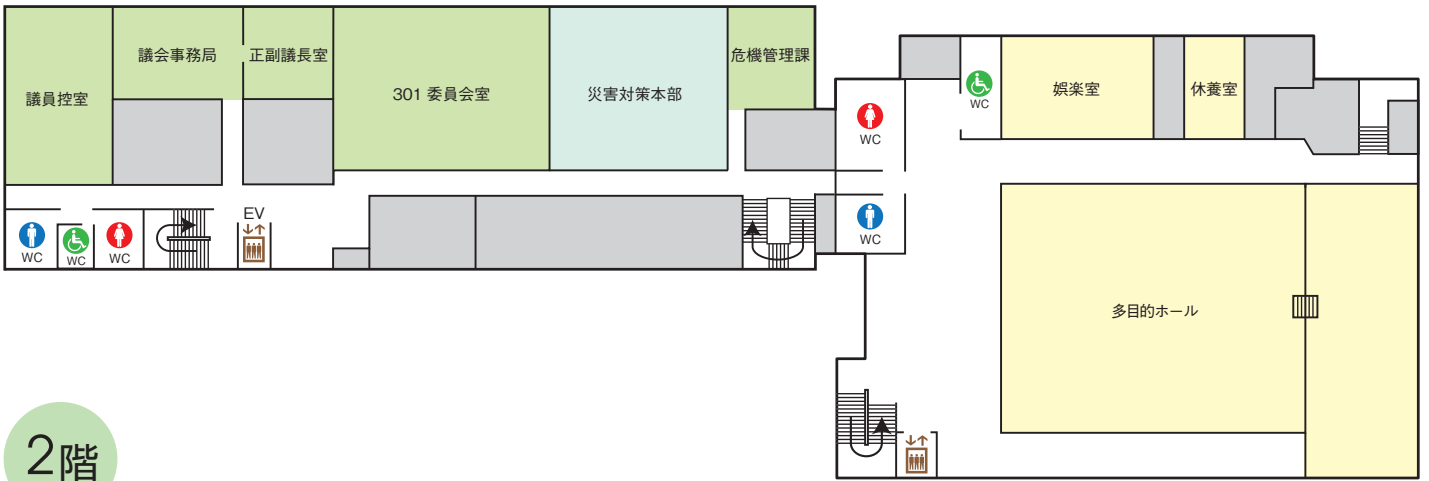 議員控室
議会事務局
正副議長室
301 委員会室
災害対策本部
危機管理課
WC
WC
WC
EV
WC
WC
WC
娯楽室
休養室
多目的ホール
2階